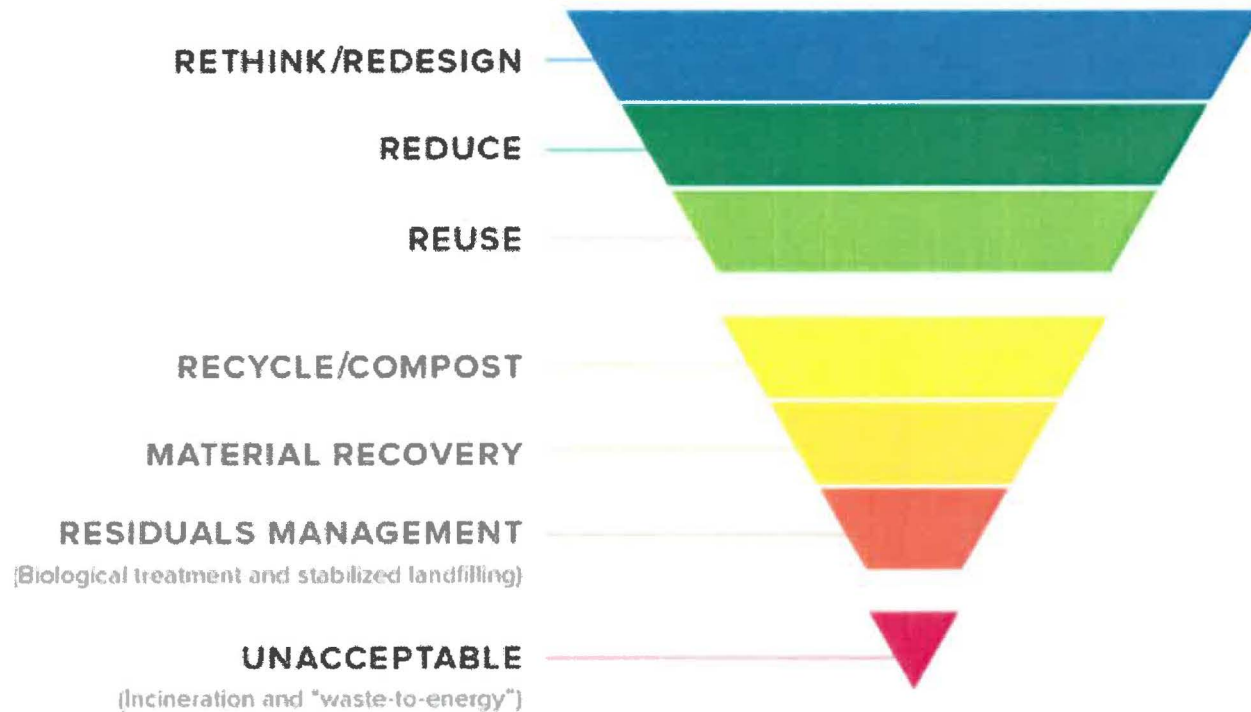 RETHINK/REDESIGN
REDUCE
REUSE
RECYCLE/COMPOST
MATERIAL RECOVERY
RESIDUALS MANAGEMENT
(Biological treatment and stabilized landfilling)
UNACCEPTABLE
(Incineration and "waste-to-energy")